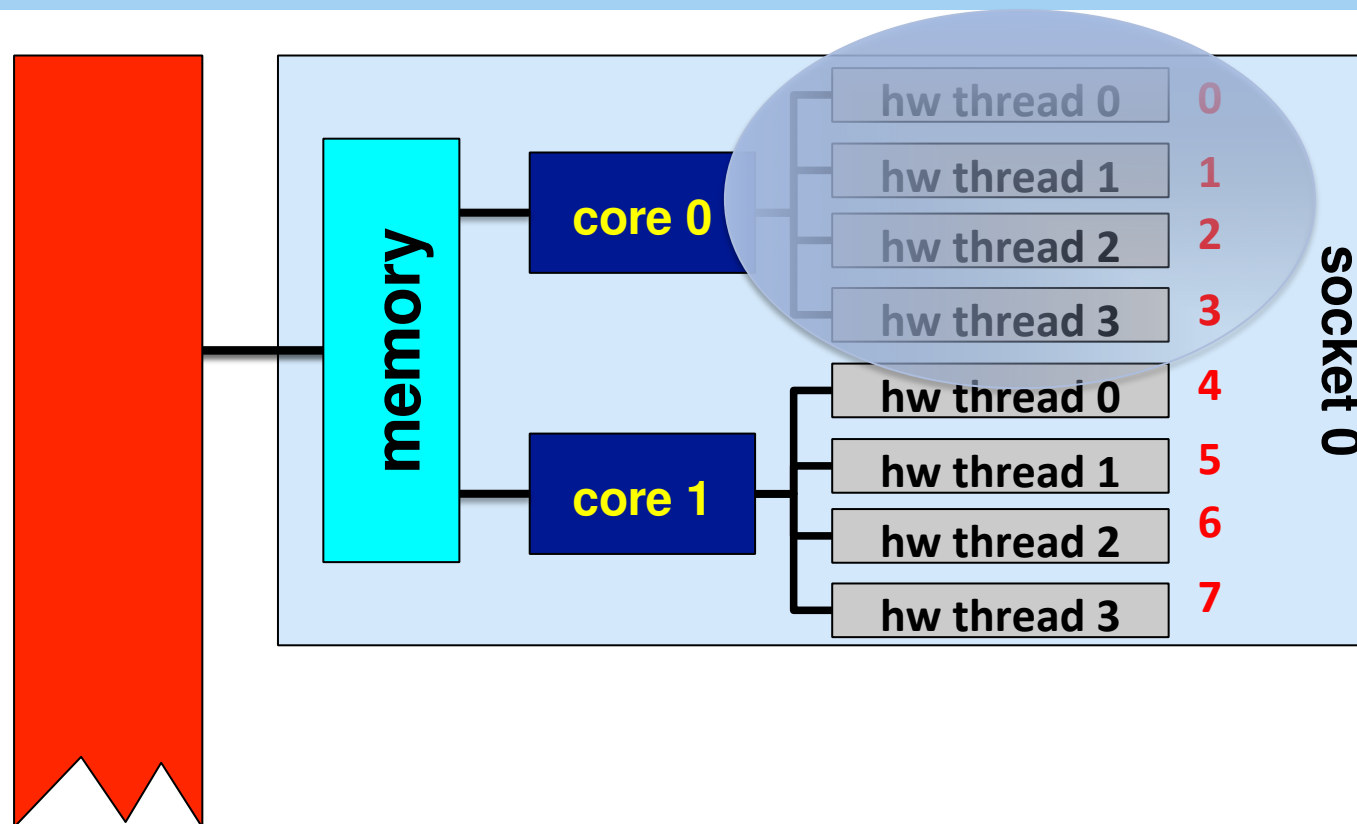 hw thread 0 0
hw thread 1 1
core 0
hw thread 2 2
hw thread 3 3
memory
socket 0
hw thread 0 4
hw thread 1 5
core 1
hw thread 2 6
hw thread 3 7